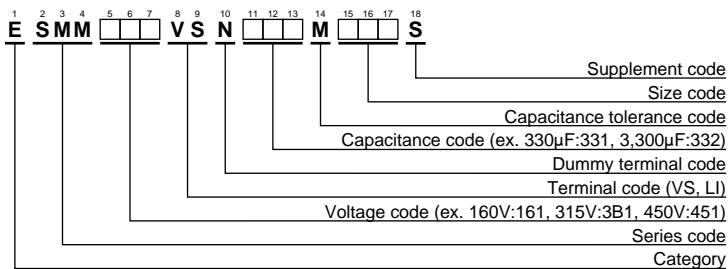 1 2 3 4 5 6 7 8 9 10 11 12 13 14 15 16 17 18
E SMM VS N M S
Supplement code
Size code
Capacitance tolerance code
Capacitance code (ex. 330μF:331, 3,300μF:332)
Dummy terminal code
Terminal code (VS, LI)
Voltage code (ex. 160V:161, 315V:3B1, 450V:451)
Series code
Category